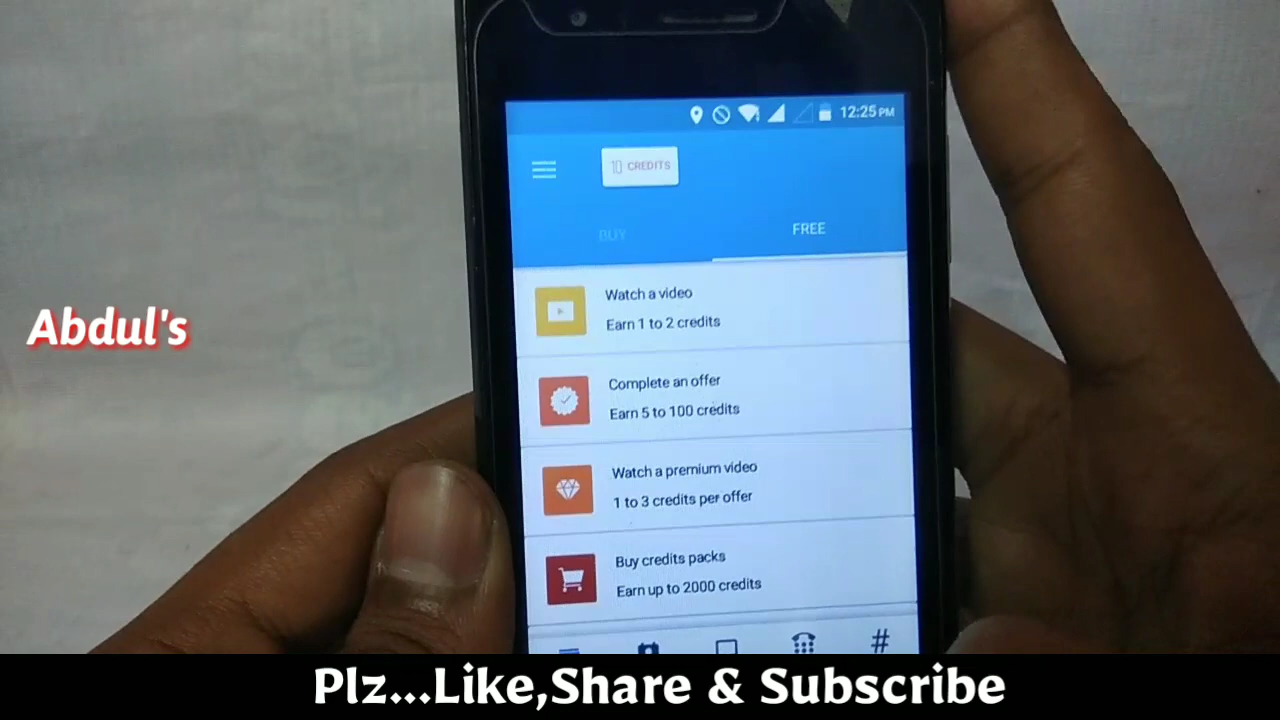 12:25 PM
10 CREDITS
BUY
FREE
Watch a video
Earn 1 to 2 credits
Complete an offer
Earn 5 to 100 credits
Abdul's
Watch a premium video
1 to 3 credits per offer
Buy credits packs
Earn up to 2000 credits
#
Plz...Like,Share & Subscribe